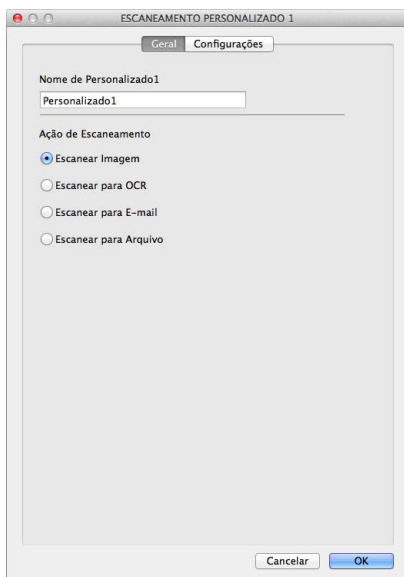 ESCANEAMENTO PERSONALIZADO 1
Geral Configurações
Nome de Personalizado1
Personalizado1
Ação de Escaneamento
Escanear Imagem
Escanear para OCR
Escanear para E-mail
Escanear para Arquivo
Cancelar OK